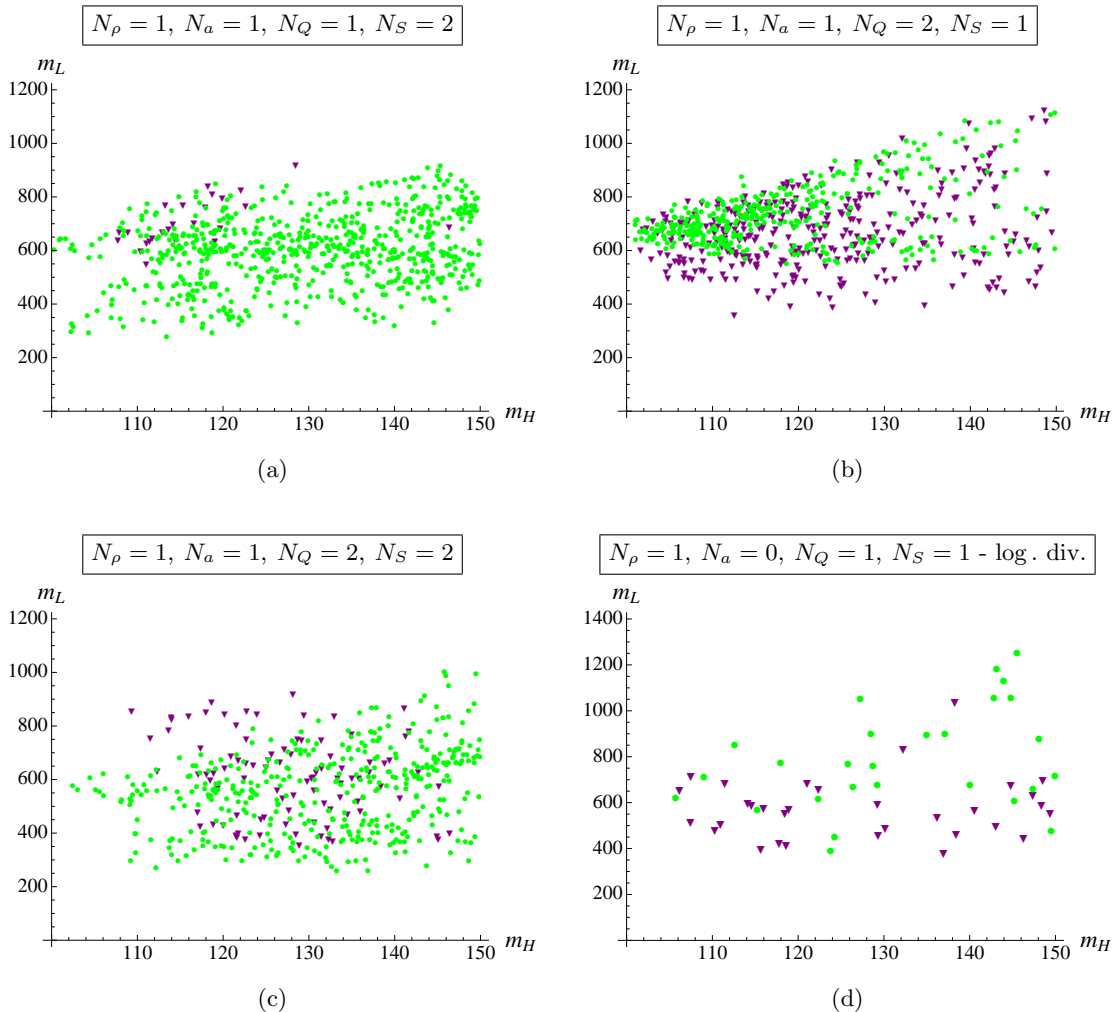 N_ρ = 1, N_a = 1, N_Q = 1, N_S = 2
m_L
1200
1000
800
600
400
200
110 120 130 140 150 m_H
(a)
N_ρ = 1, N_a = 1, N_Q = 2, N_S = 1
m_L
1200
1000
800
600
400
200
110 120 130 140 150 m_H
(b)
N_ρ = 1, N_a = 1, N_Q = 2, N_S = 2
m_L
1200
1000
800
600
400
200
110 120 130 140 150 m_H
(c)
N_ρ = 1, N_a = 0, N_Q = 1, N_S = 1 - log. div.
m_L
1400
1200
1000
800
600
400
200
110 120 130 140 150 m_H
(d)